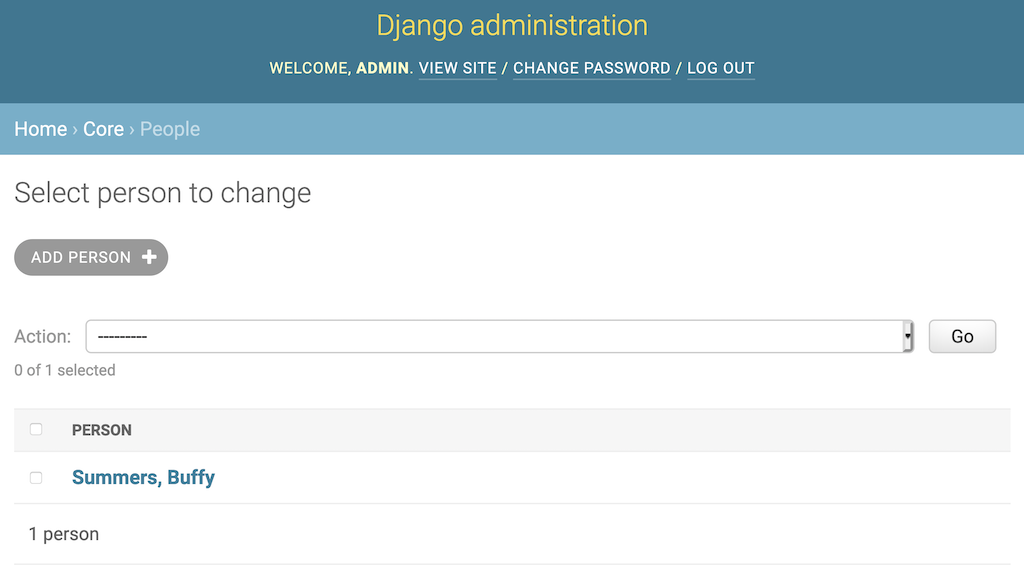 Django administration
WELCOME, ADMIN. VIEW SITE / CHANGE PASSWORD / LOG OUT
Home › Core › People
Select person to change
ADD PERSON +
Action: --------- Go
0 of 1 selected
PERSON
Summers, Buffy
1 person